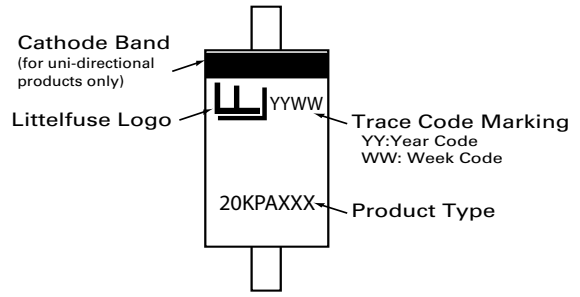 Cathode Band
(for uni-directional
products only)
Littelfuse Logo
YYWW
Trace Code Marking
YY:Year Code
WW: Week Code
20KPAXXX
Product Type